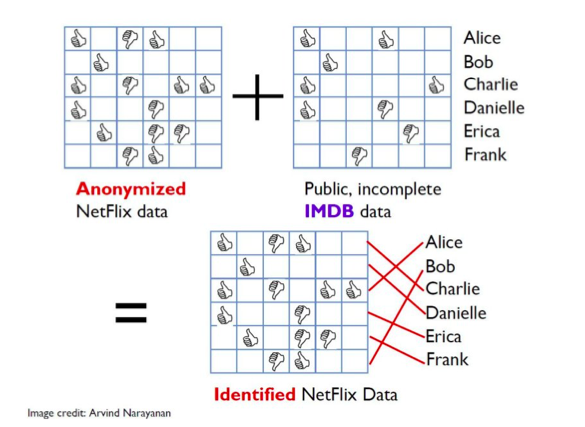 Alice
Bob
Charlie
Danielle
Erica
Frank
+
Anonymized
NetFlix data
Public, incomplete
IMDB data
=
Alice
Bob
Charlie
Danielle
Erica
Frank
Identified NetFlix Data
Image credit: Arvind Narayanan